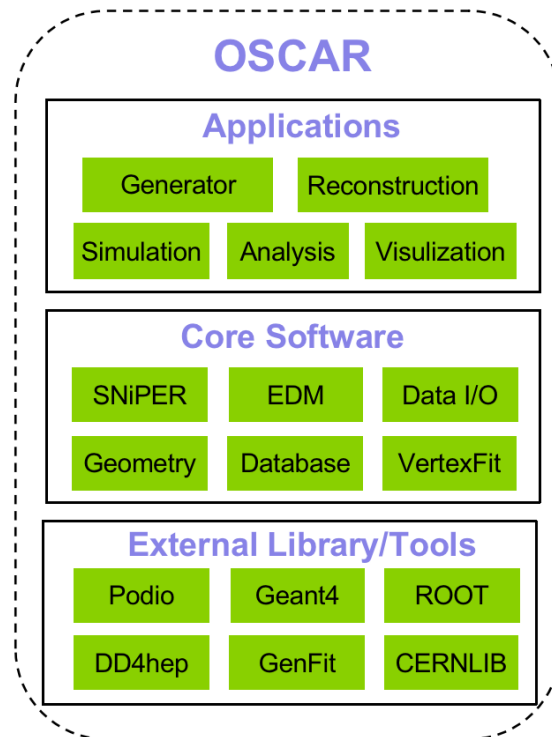 OSCAR
Applications
Generator Reconstruction
Simulation Analysis Visulization
Core Software
SNiPER EDM Data I/O
Geometry Database VertexFit
External Library/Tools
Podio Geant4 ROOT
DD4hep GenFit CERNLIB